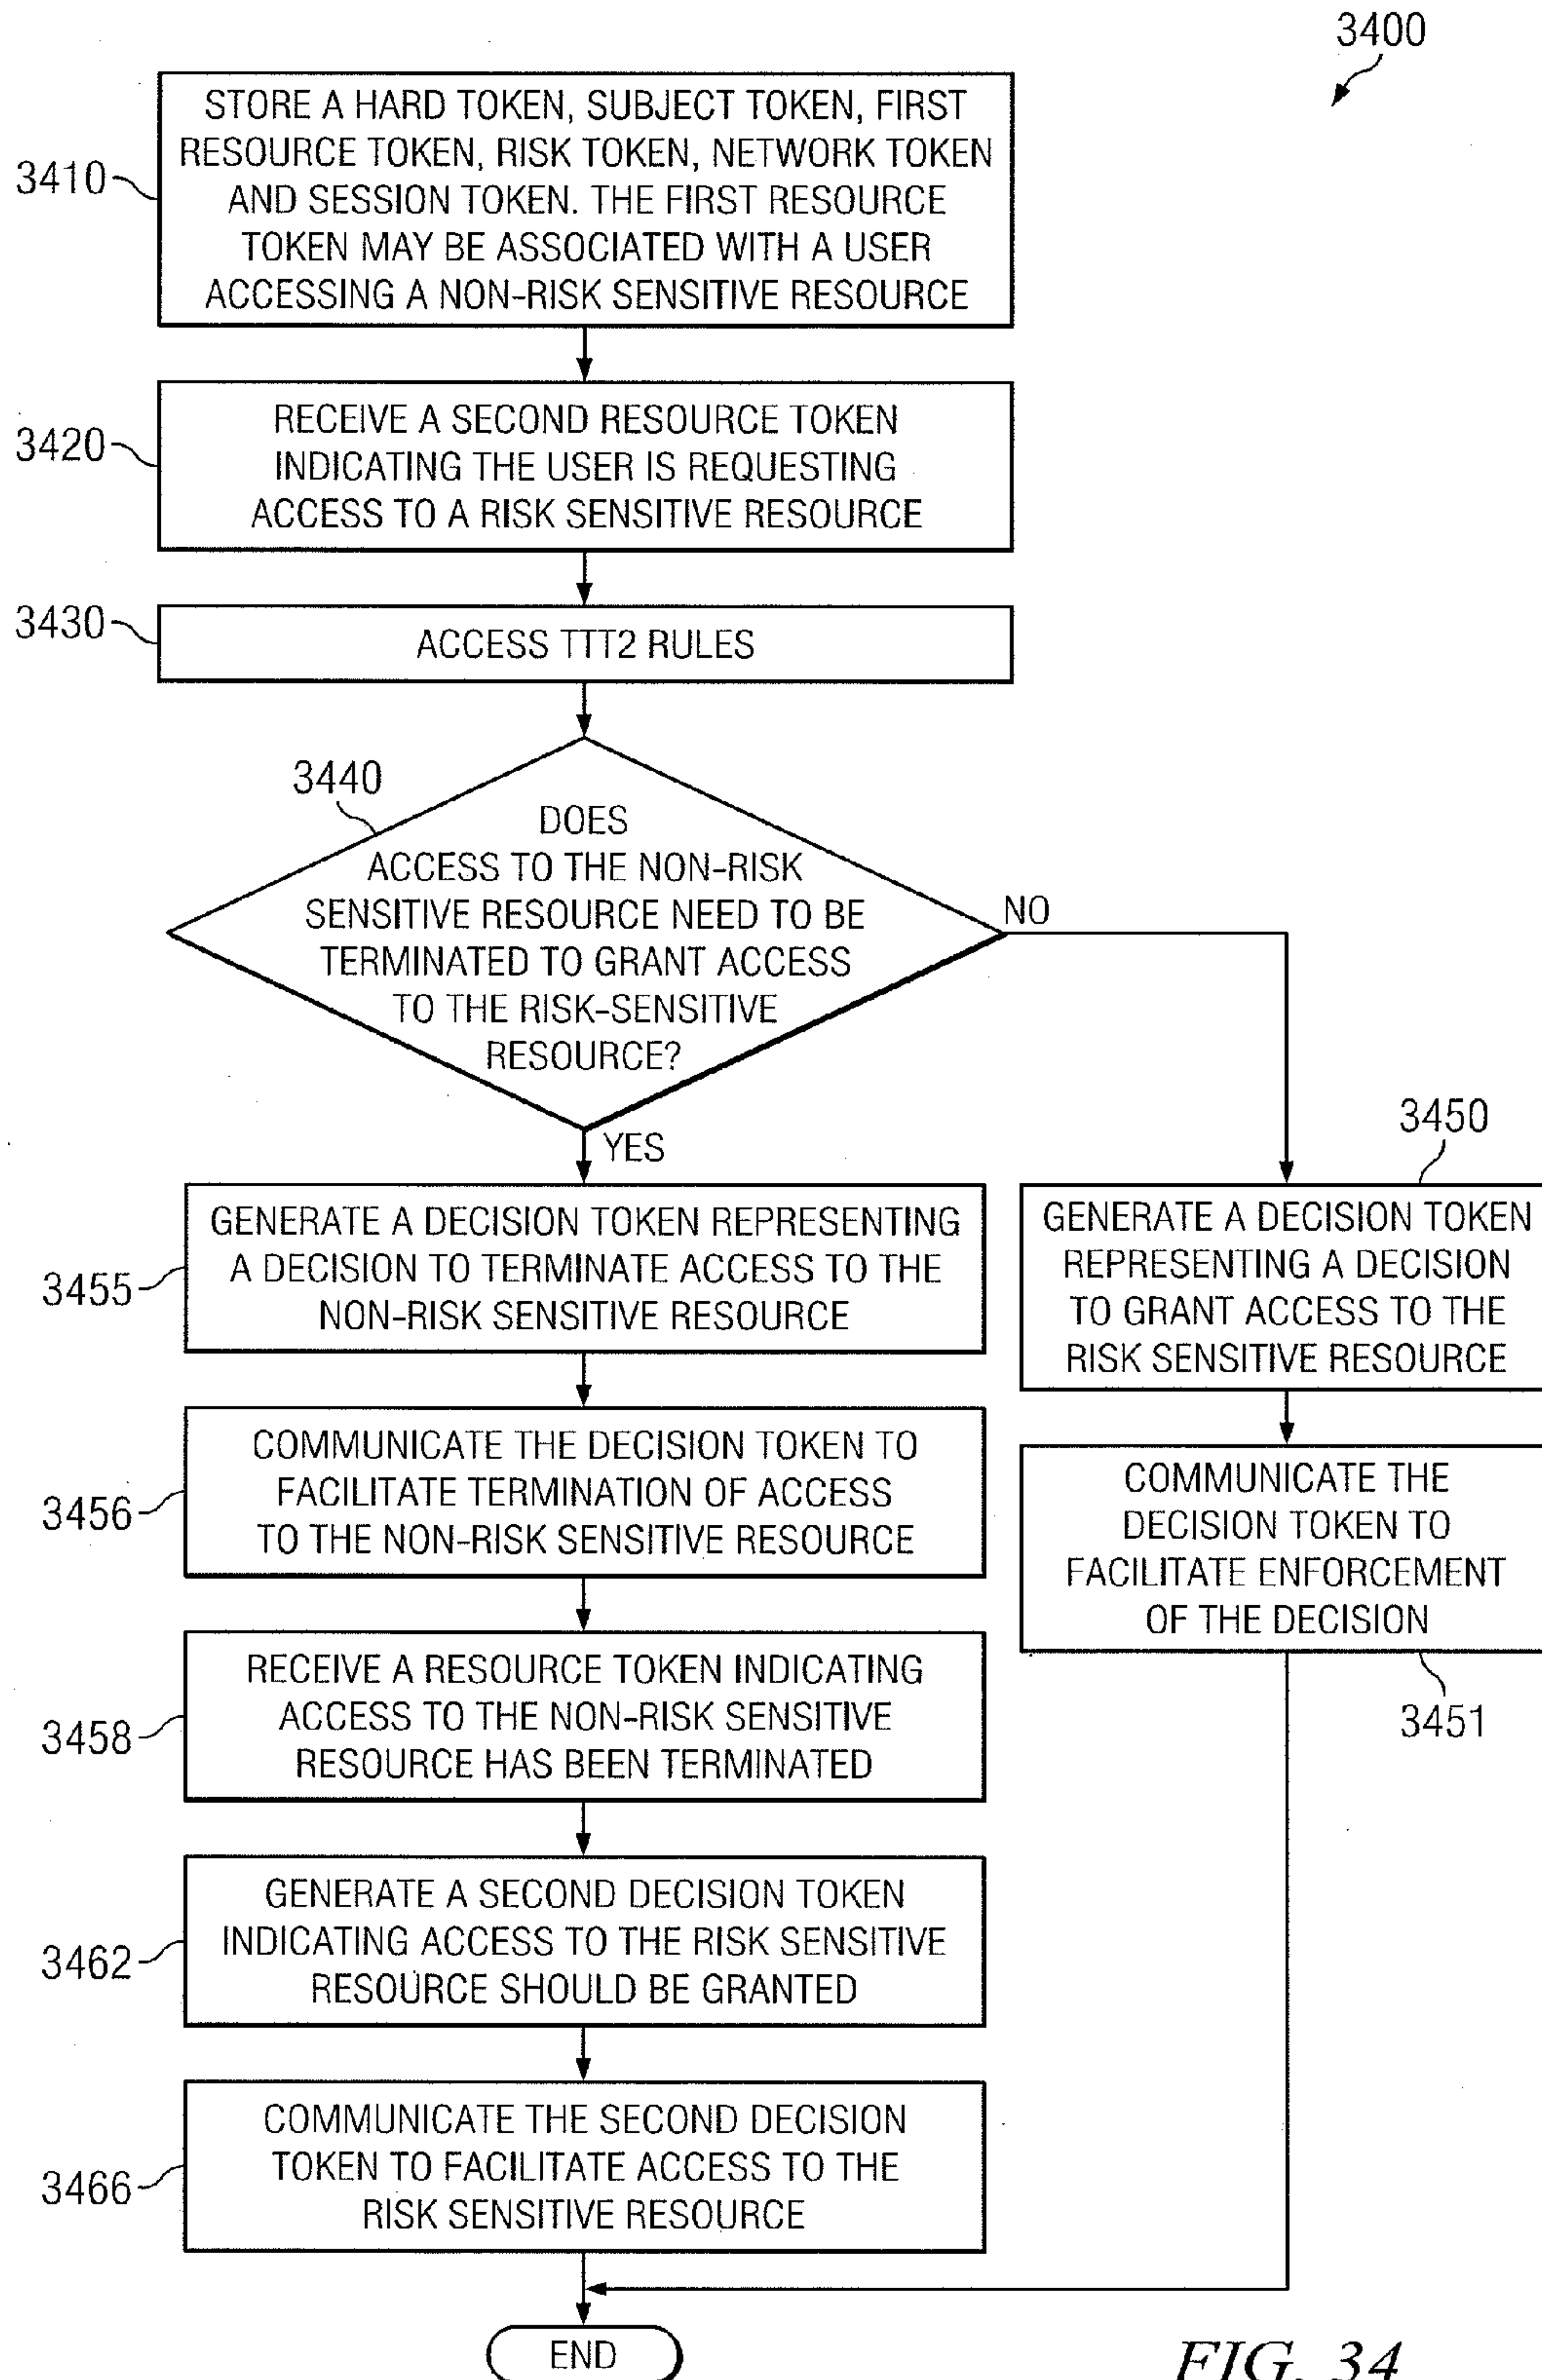 3400
STORE A HARD TOKEN, SUBJECT TOKEN, FIRST
RESOURCE TOKEN, RISK TOKEN, NETWORK TOKEN
AND SESSION TOKEN. THE FIRST RESOURCE
TOKEN MAY BE ASSOCIATED WITH A USER
ACCESSING A NON-RISK SENSITIVE RESOURCE
3410
RECEIVE A SECOND RESOURCE TOKEN
INDICATING THE USER IS REQUESTING
ACCESS TO A RISK SENSITIVE RESOURCE
3420
3430
ACCESS TTT2 RULES
3440
DOES
ACCESS TO THE NON-RISK
SENSITIVE RESOURCE NEED TO BE
TERMINATED TO GRANT ACCESS
TO THE RISK-SENSITIVE
RESOURCE?
NO
YES
3455
GENERATE A DECISION TOKEN REPRESENTING
A DECISION TO TERMINATE ACCESS TO THE
NON-RISK SENSITIVE RESOURCE
3456
COMMUNICATE THE DECISION TOKEN TO
FACILITATE TERMINATION OF ACCESS
TO THE NON-RISK SENSITIVE RESOURCE
3458
RECEIVE A RESOURCE TOKEN INDICATING
ACCESS TO THE NON-RISK SENSITIVE
RESOURCE HAS BEEN TERMINATED
3462
GENERATE A SECOND DECISION TOKEN
INDICATING ACCESS TO THE RISK SENSITIVE
RESOURCE SHOULD BE GRANTED
3466
COMMUNICATE THE SECOND DECISION
TOKEN TO FACILITATE ACCESS TO THE
RISK SENSITIVE RESOURCE
3450
GENERATE A DECISION TOKEN
REPRESENTING A DECISION
TO GRANT ACCESS TO THE
RISK SENSITIVE RESOURCE
COMMUNICATE THE
DECISION TOKEN TO
FACILITATE ENFORCEMENT
OF THE DECISION
3451
END
FIG. 34